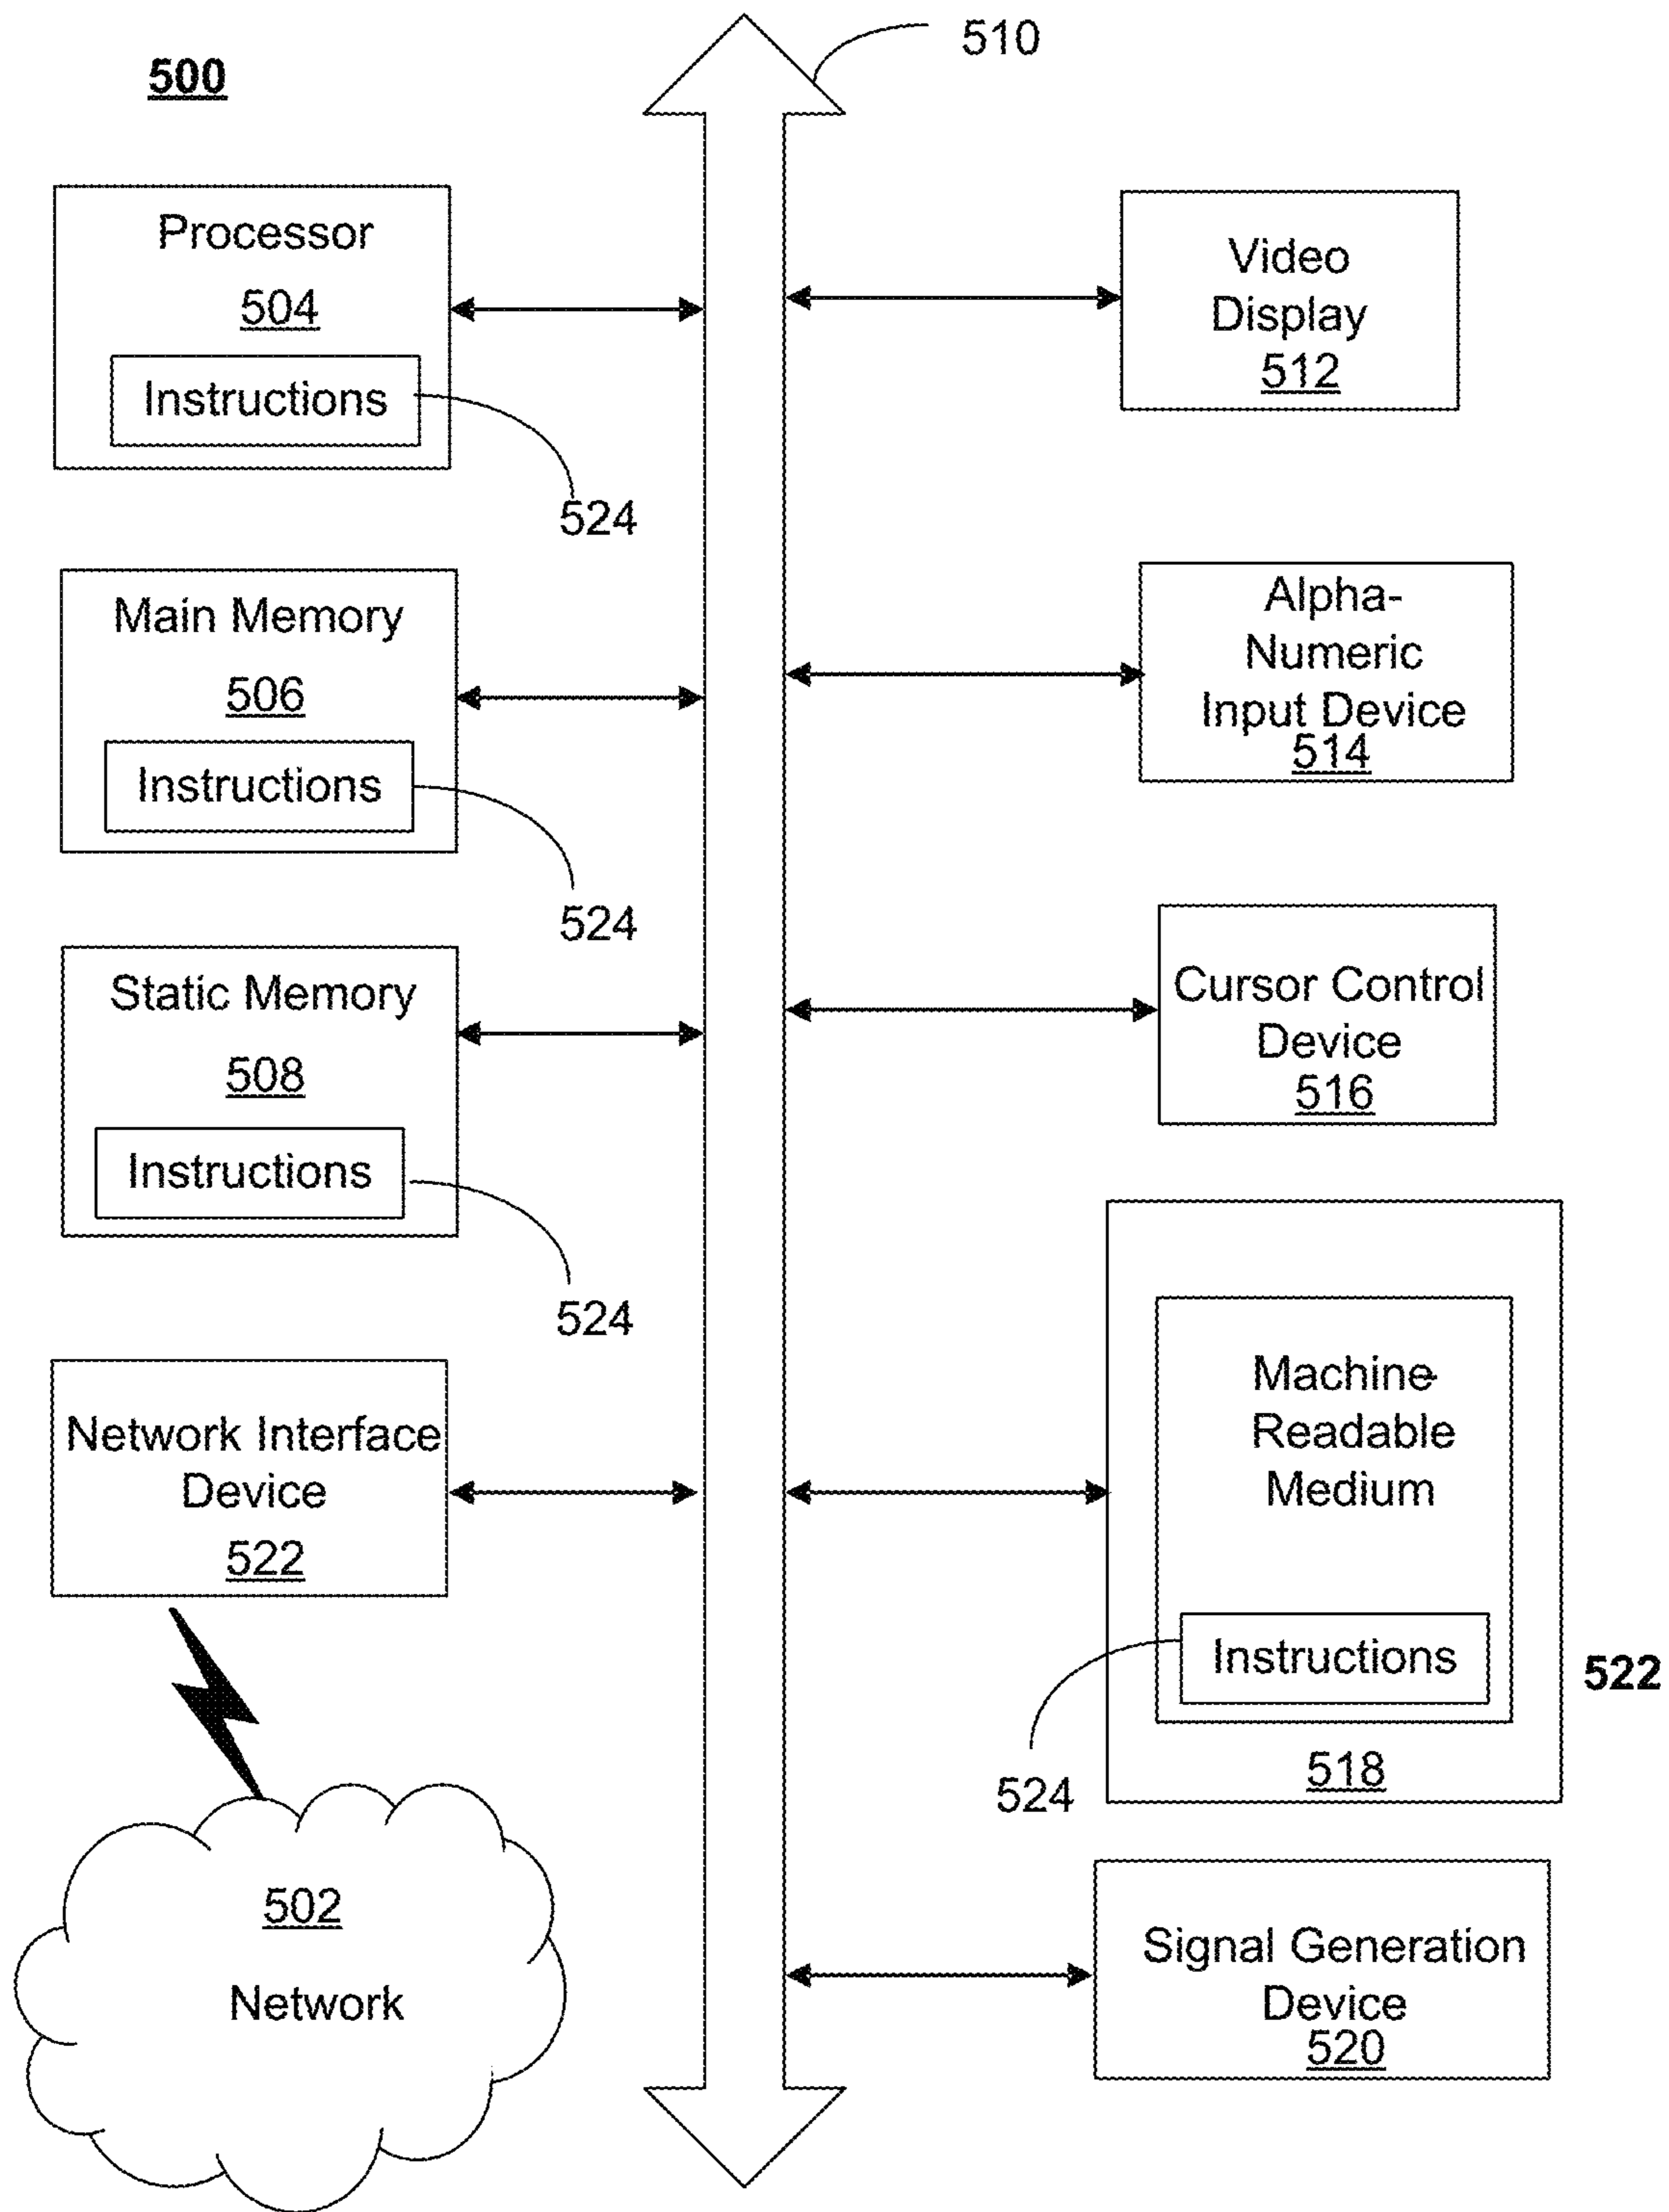 500
510
Processor
504
Instructions
524
Main Memory
506
Instructions
524
Static Memory
508
Instructions
524
Network Interface
Device
522
502
Network
Video
Display
512
Alpha-
Numeric
Input Device
514
Cursor Control
Device
516
Machine-
Readable
Medium
Instructions
524
518
522
Signal Generation
Device
520